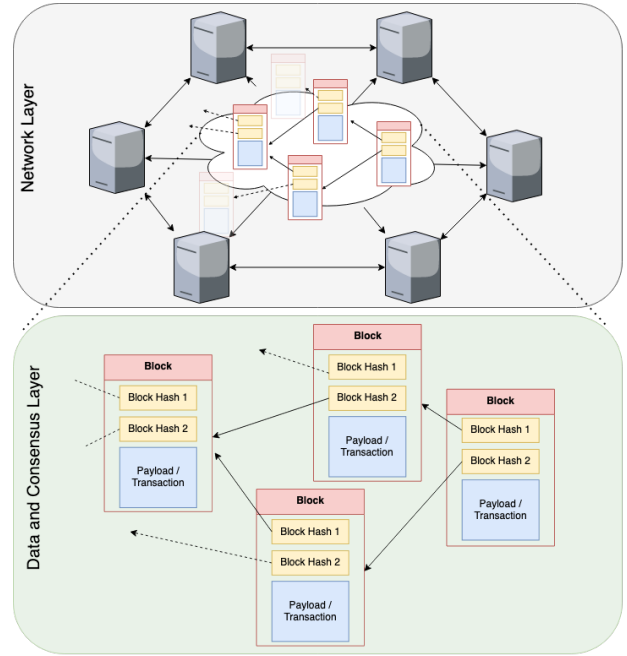 Network Layer
Data and Consensus Layer
Block
Block Hash 1
Block Hash 2
Payload /
Transaction
Block
Block Hash 1
Block Hash 2
Payload /
Transaction
Block
Block Hash 1
Block Hash 2
Payload /
Transaction
Block
Block Hash 1
Block Hash 2
Payload /
Transaction